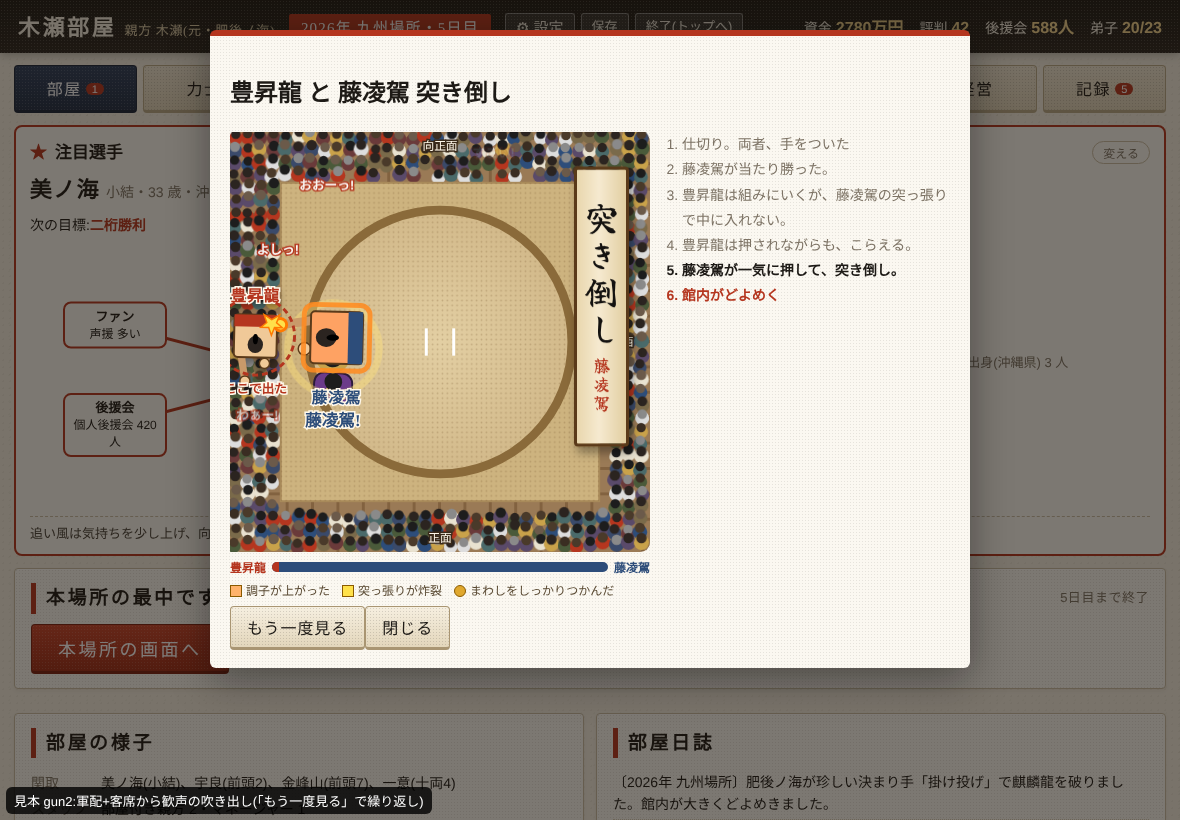 木瀬部屋 親方 木瀬(元・肥後ノ海) 2026年 九州場所・5日目 ⚙ 設定 保存 終了(トップへ) 資金 2780万円 評判 42 後援会 588人 弟子 20/23
部屋 1
記録 5
★ 注目選手
変える
美ノ海 小結・33 歳・沖
次の目標:二桁勝利
ファン
声援 多い
後援会
個人後援会 420
人
出身(沖縄県) 3 人
追い風は気持ちを少し上げ、向
豊昇龍 と 藤凌駕 突き倒し
向正面
おおーっ!
よしっ!
豊昇龍
ここで出た
わあー!
藤凌駕
藤凌駕!
突き倒し
藤凌駕
正面
豊昇龍 藤凌駕
調子が上がった 突っ張りが炸裂 まわしをしっかりつかんだ
もう一度見る 閉じる
1. 仕切り。両者、手をついた
2. 藤凌駕が当たり勝った。
3. 豊昇龍は組みにいくが、藤凌駕の突っ張り
で中に入れない。
4. 豊昇龍は押されながらも、こらえる。
5. 藤凌駕が一気に押して、突き倒し。
6. 館内がどよめく
本場所の最中です
5日目まで終了
本場所の画面へ
部屋の様子
関取 美ノ海(小結)、宇良(前頭2)、金峰山(前頭7)、一意(十両4)
部屋日誌
〔2026年 九州場所〕肥後ノ海が珍しい決まり手「掛け投げ」で麒麟龍を破りまし
た。館内が大きくどよめきました。
見本 gun2:軍配+客席から歓声の吹き出し(「もう一度見る」で繰り返し)